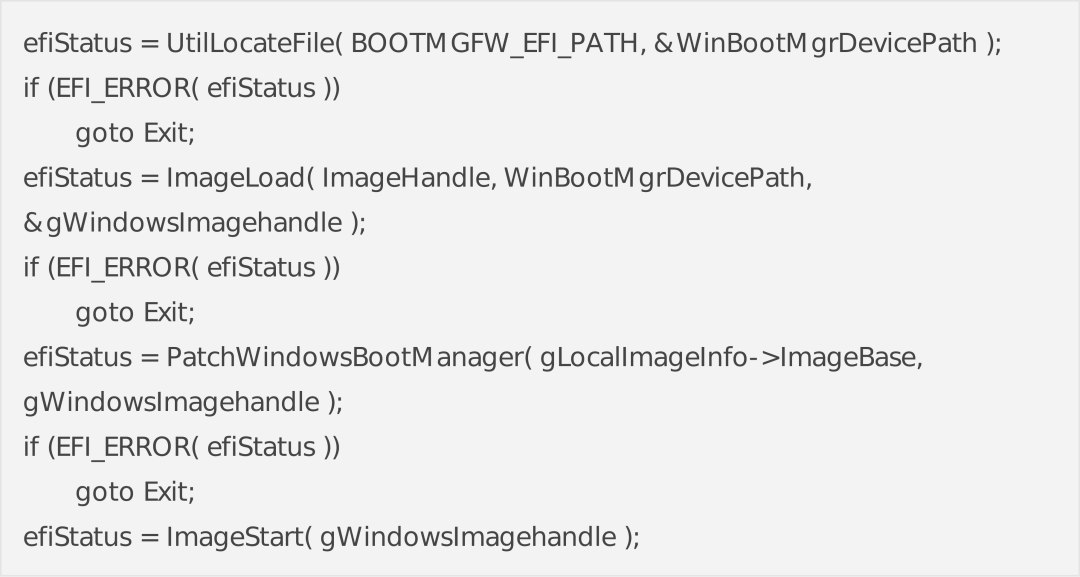 efiStatus = UtilLocateFile( BOOTMGFW_EFI_PATH, &WinBootMgrDevicePath );
if (EFI_ERROR( efiStatus ))
goto Exit;
efiStatus = ImageLoad( ImageHandle, WinBootMgrDevicePath,
&gWindowsImagehandle );
if (EFI_ERROR( efiStatus ))
goto Exit;
efiStatus = PatchWindowsBootManager( gLocalImageInfo->ImageBase,
gWindowsImagehandle );
if (EFI_ERROR( efiStatus ))
goto Exit;
efiStatus = ImageStart( gWindowsImagehandle );